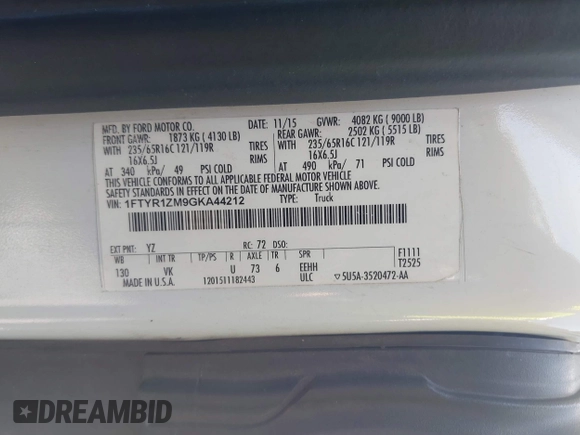 MFD. BY FORD MOTOR CO. DATE: 11/15 GVWR: 4082 KG ( 9000 LB)
FRONT GAWR: 1873 KG ( 4130 LB) REAR GAWR: 2502 KG ( 5515 LB)
WITH 235/65R16C 121/119R TIRES WITH 235/65R16C 121/119R TIRES
16X6.5J RIMS 16X6.5J RIMS
AT 340 kPa/ 49 PSI COLD AT 490 kPa/ 71 PSI COLD
THIS VEHICLE CONFORMS TO ALL APPLICABLE FEDERAL MOTOR VEHICLE
SAFETY STANDARDS IN EFFECT ON THE DATE OF MANUFACTURE SHOWN ABOVE.
VIN: 1FTYR1ZM9GKA44212 TYPE: Truck
EXT PNT: YZ RC: 72 DSO:
WB INT TR TP/PS R AXLE TR SPR F1111
T2525
130 VK U 73 6 EEHH
MADE IN U.S.A. 1201511182443 ULC ▽5U5A-3520472-AA
DREAMBID